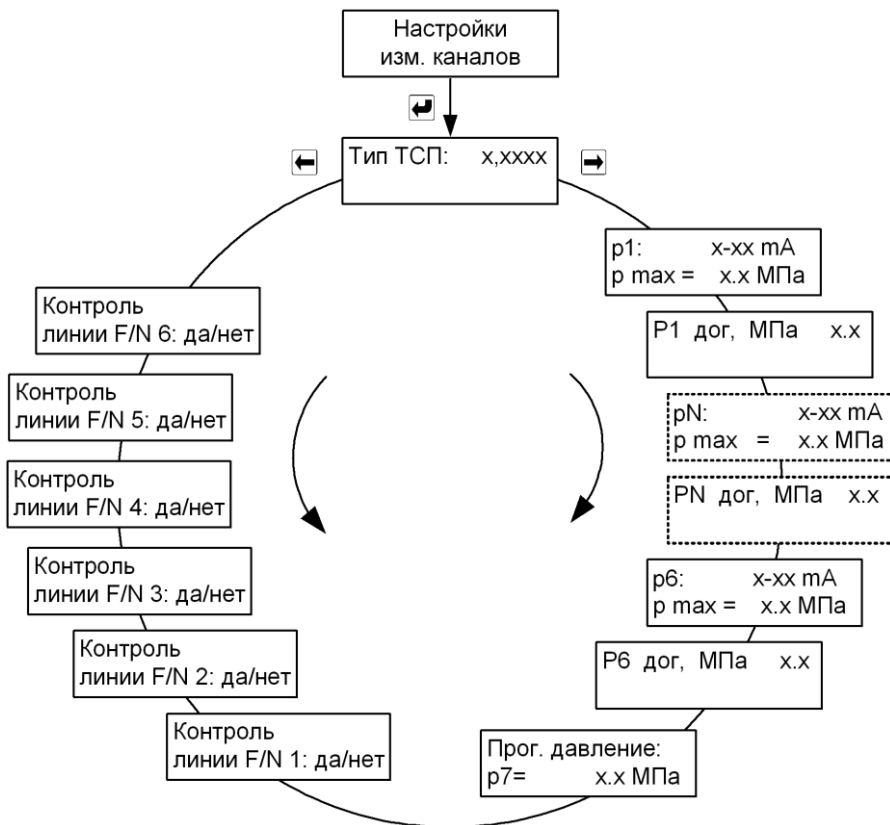 Настройки
изм. каналов
Тип ТСП: x,xxxx
p1: x-xx mA
p max = x.x МПа
P1 дог, МПа x.x
pN: x-xx mA
p max = x.x МПа
PN дог, МПа x.x
p6: x-xx mA
p max = x.x МПа
P6 дог, МПа x.x
Прог. давление:
p7= x.x МПа
Контроль
линии F/N 1: да/нет
Контроль
линии F/N 2: да/нет
Контроль
линии F/N 3: да/нет
Контроль
линии F/N 4: да/нет
Контроль
линии F/N 5: да/нет
Контроль
линии F/N 6: да/нет